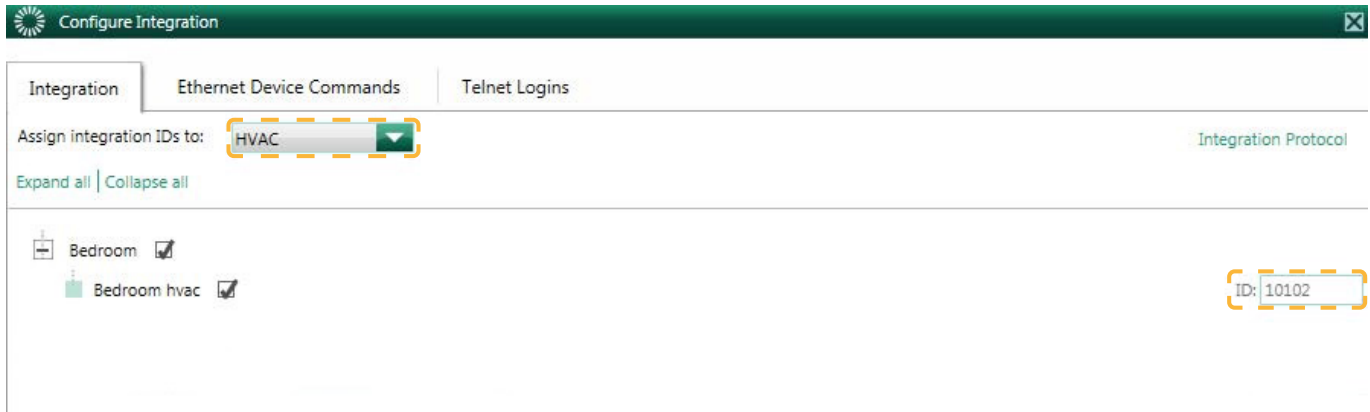 Configure Integration
Integration Ethernet Device Commands Telnet Logins
Assign integration IDs to: HVAC Integration Protocol
Expand all | Collapse all
Bedroom
Bedroom hvac ID: 10102